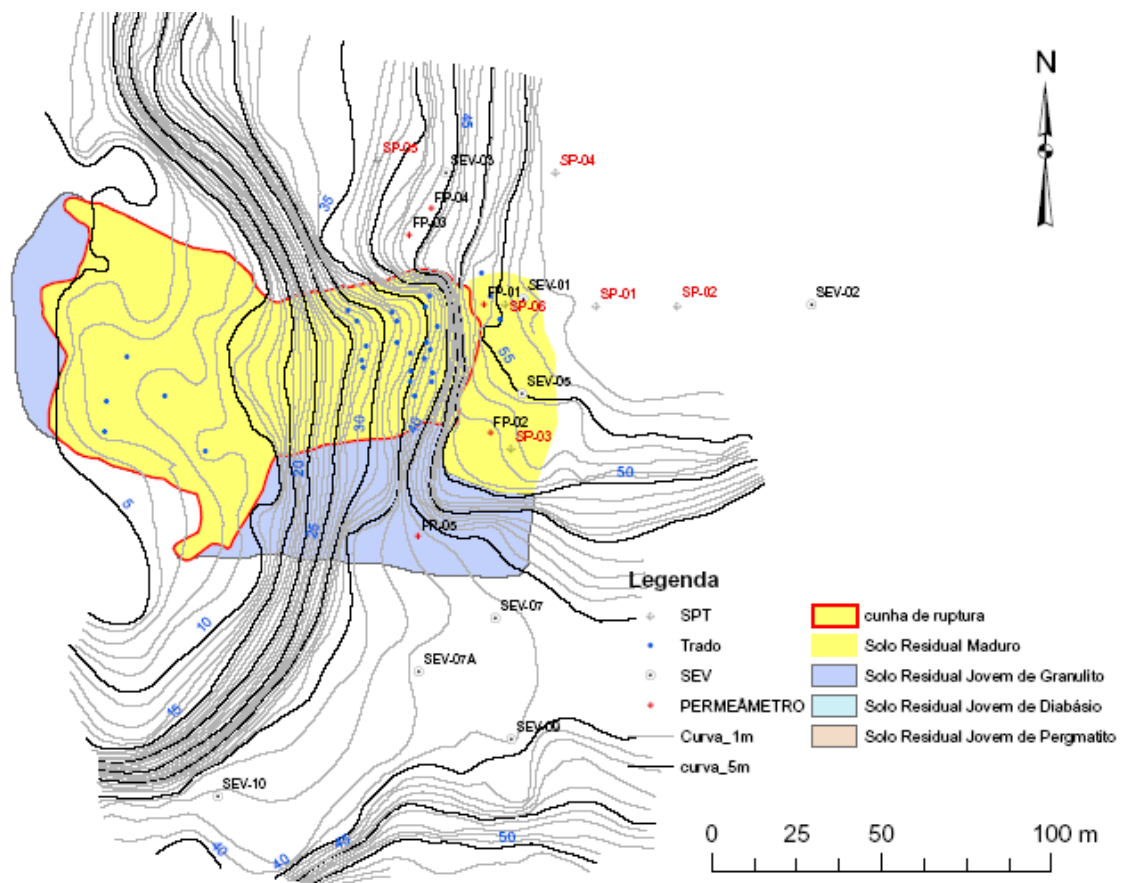 N
45
SP-05
SEV-03
SP-04
FP-04
35
FP-03
SEV-01
FP-01
SP-06
SP-01
SP-02
SEV-02
55
SEV-05
30
40
FP-02
SP-03
20
50
5
25
FP-05
Legenda
SPT
cunha de ruptura
SEV-07
Trado
Solo Residual Maduro
10
SEV-07A
SEV
Solo Residual Jovem de Granulito
PERMEÂMETRO
Solo Residual Jovem de Diabásio
15
SEV-09
Curva_1m
Solo Residual Jovem de Pergmatito
curva_5m
SEV-10
45
50
40
40
0 25 50 100 m